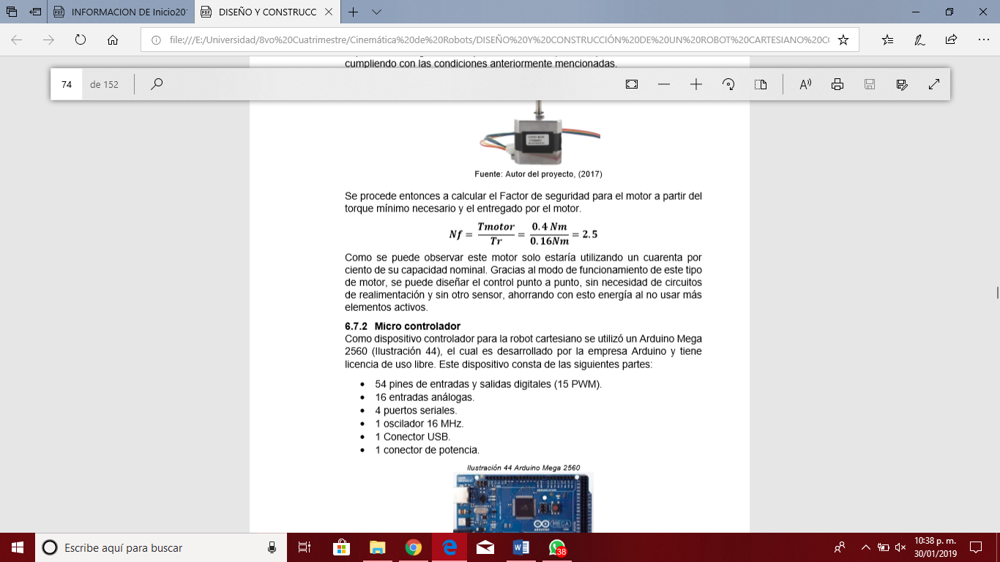 INFORMACION DE Inicio20
DISEÑO Y CONSTRUCC
file:///E:/Universidad/8vo%20Cuatrimestre/Cinemática%20de%20Robots/DISEÑO%20Y%20CONSTRUCCIÓN%20DE%20UN%20ROBOT%20CARTESIANO%20C
cumpliendo con las condiciones anteriormente mencionadas.
74 de 152
Fuente: Autor del proyecto, (2017)
Se procede entonces a calcular el Factor de seguridad para el motor a partir del
torque mínimo necesario y el entregado por el motor.
Nf = Tmotor / Tr = 0.4 Nm / 0.16Nm = 2.5
Como se puede observar este motor solo estaría utilizando un cuarenta por
ciento de su capacidad nominal. Gracias al modo de funcionamiento de este tipo
de motor, se puede diseñar el control punto a punto, sin necesidad de circuitos
de realimentación y sin otro sensor, ahorrando con esto energía al no usar más
elementos activos.
6.7.2 Micro controlador
Como dispositivo controlador para la robot cartesiano se utilizó un Arduino Mega
2560 (Ilustración 44), el cual es desarrollado por la empresa Arduino y tiene
licencia de uso libre. Este dispositivo consta de las siguientes partes:
• 54 pines de entradas y salidas digitales (15 PWM).
• 16 entradas análogas.
• 4 puertos seriales.
• 1 oscilador 16 MHz.
• 1 Conector USB.
• 1 conector de potencia.
Ilustración 44 Arduino Mega 2560
MEGA
Escribe aquí para buscar
38
10:38 p. m.
30/01/2019